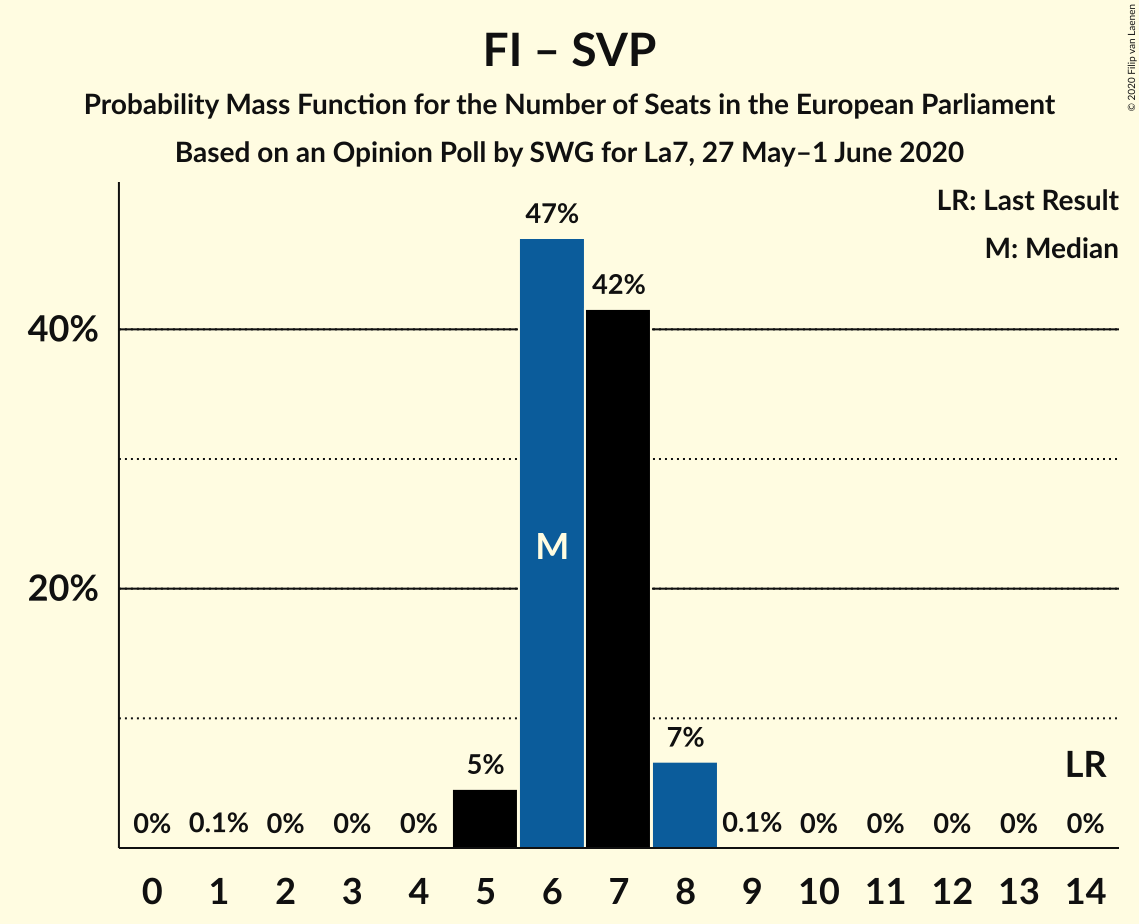 FI – SVP
Probability Mass Function for the Number of Seats in the European Parliament
Based on an Opinion Poll by SWG for La7, 27 May–1 June 2020
© 2020 Filip van Laenen
LR: Last Result
M: Median
47%
42%
40%
M
20%
7%
5%
LR
0% 0.1% 0% 0% 0% 0.1% 0% 0% 0% 0% 0%
0 1 2 3 4 5 6 7 8 9 10 11 12 13 14